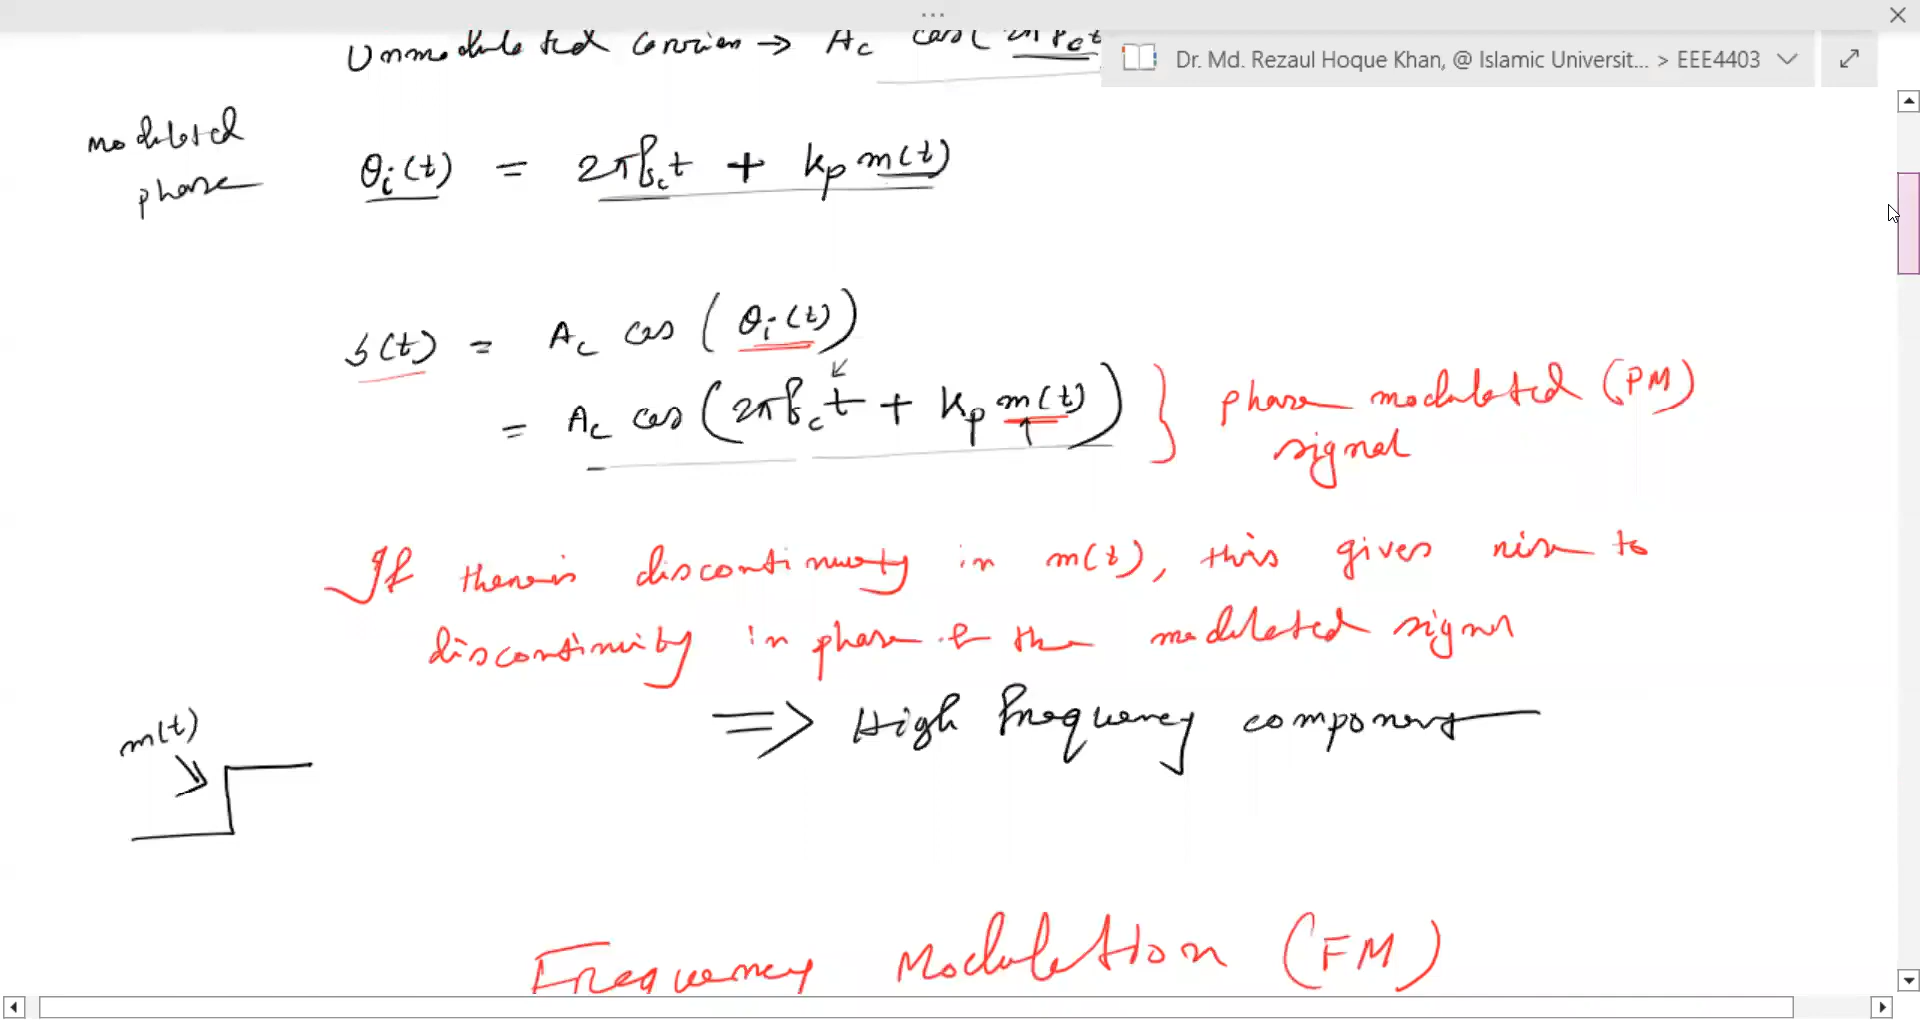 Unmodulated carrier → Ac cos(2πfct
Dr. Md. Rezaul Hoque Khan, @ Islamic Universit... > EEE4403
modulated
phase
θi(t) = 2πfct + kp m(t)
s(t) = Ac cos (θi(t))
= Ac cos (2πfct + kp m(t)) } phase modulated (PM)
signal
If there is discontinuity in m(t), this gives rise to
discontinuity in phase of the modulated signal
⇒ High frequency component
m(t)
Frequency Modulation (FM)